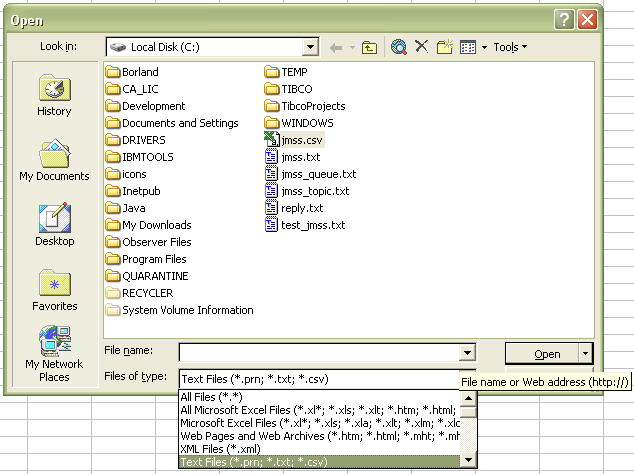 Open
Look in:
Local Disk (C:)
Tools
History
My Documents
Desktop
Favorites
My Network
Places
Borland
CA_LIC
Development
Documents and Settings
DRIVERS
IBMTOOLS
icons
Inetpub
Java
My Downloads
Observer Files
Program Files
QUARANTINE
RECYCLER
System Volume Information
TEMP
TIBCO
TibcoProjects
WINDOWS
jmss.csv
jmss.txt
jmss_queue.txt
jmss_topic.txt
reply.txt
test_jmss.txt
File name:
Open
Files of type:
Text Files (*.prn; *.txt; *.csv)
File name or Web address (http://)
All Files (*.*)
All Microsoft Excel Files (*.xl*; *.xls; *.xlt; *.htm; *.html;
Microsoft Excel Files (*.xl*; *.xls; *.xla; *.xlt; *.xlm; *.xlc
Web Pages and Web Archives (*.htm; *.html; *.mht; *.mh
XML Files (*.xml)
Text Files (*.prn; *.txt; *.csv)